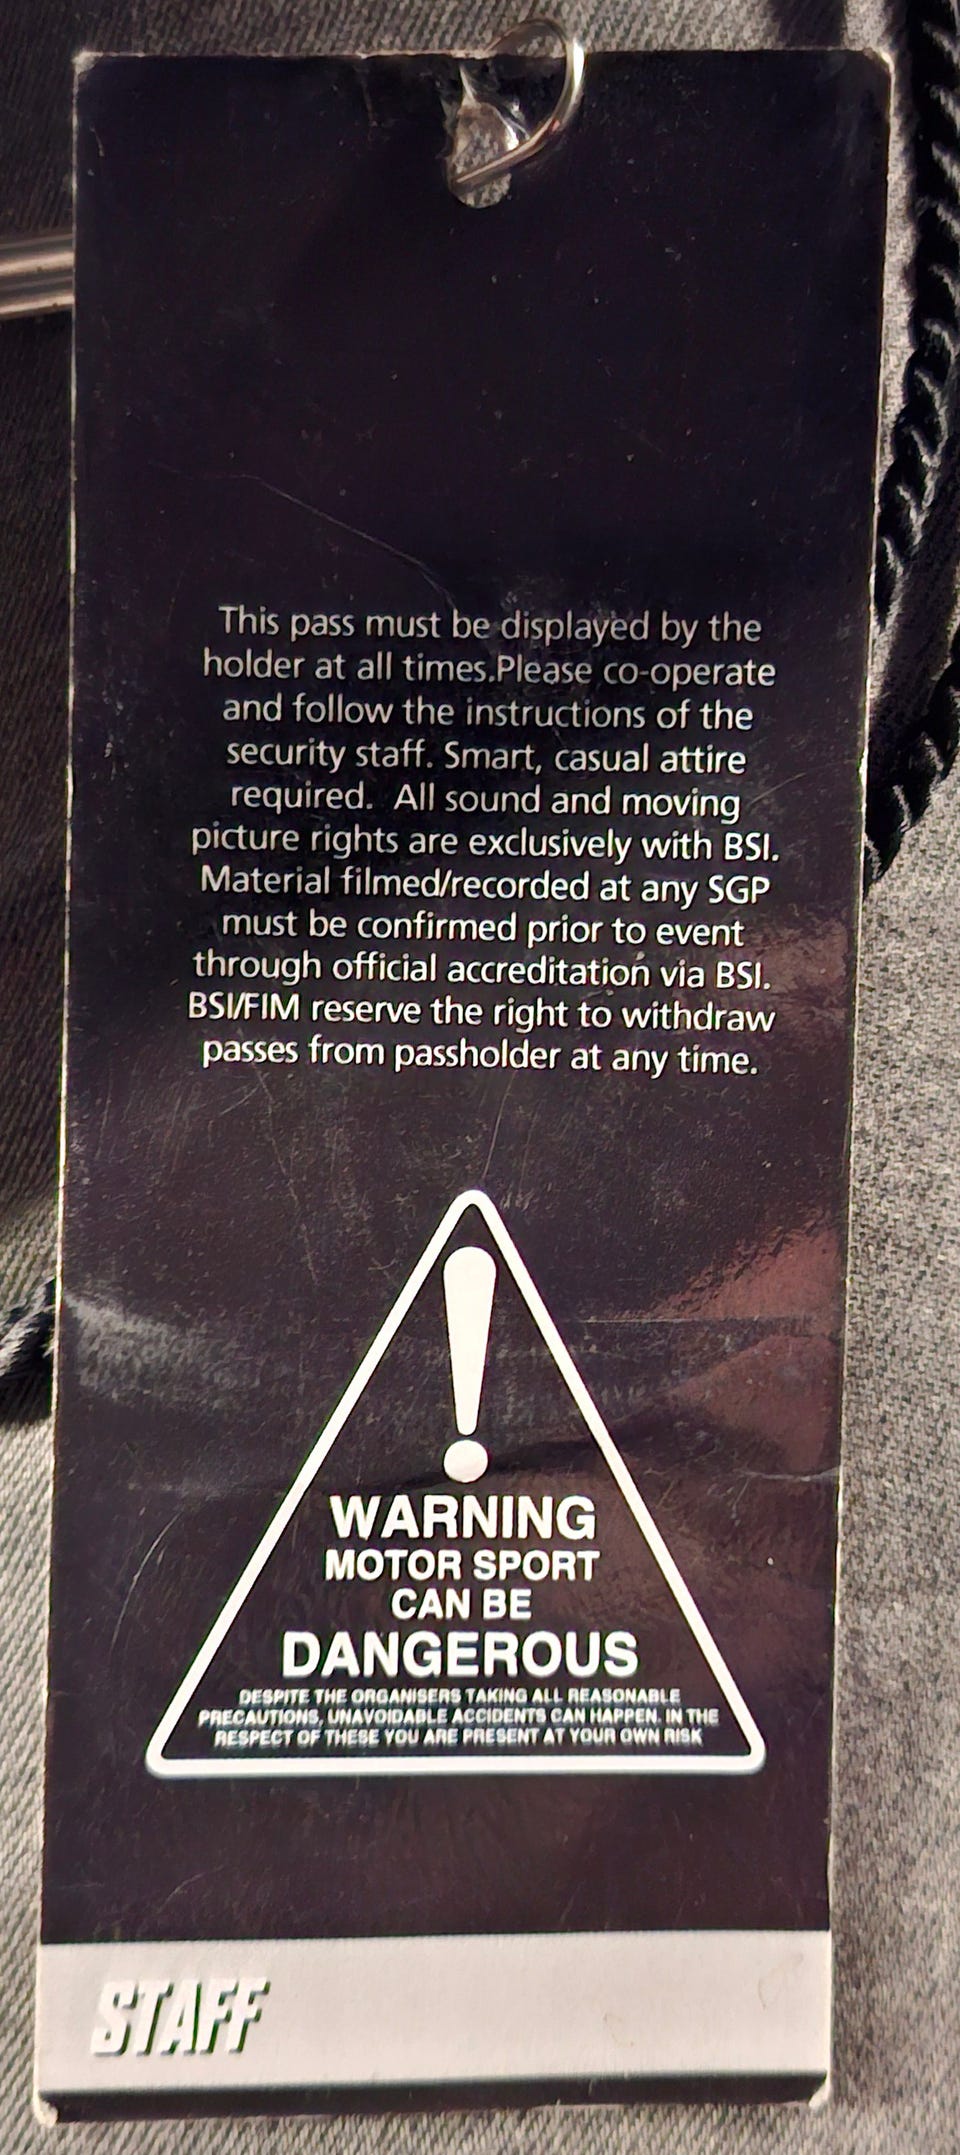 This pass must be displayed by the
holder at all times.Please co-operate
and follow the instructions of the
security staff. Smart, casual attire
required.  All sound and moving
picture rights are exclusively with BSI.
Material filmed/recorded at any SGP
must be confirmed prior to event
through official accreditation via BSI.
BSI/FIM reserve the right to withdraw
passes from passholder at any time.
WARNING
MOTOR SPORT
CAN BE
DANGEROUS
DESPITE THE ORGANISERS TAKING ALL REASONABLE
PRECAUTIONS, UNAVOIDABLE ACCIDENTS CAN HAPPEN. IN THE
RESPECT OF THESE YOU ARE PRESENT AT YOUR OWN RISK
STAFF